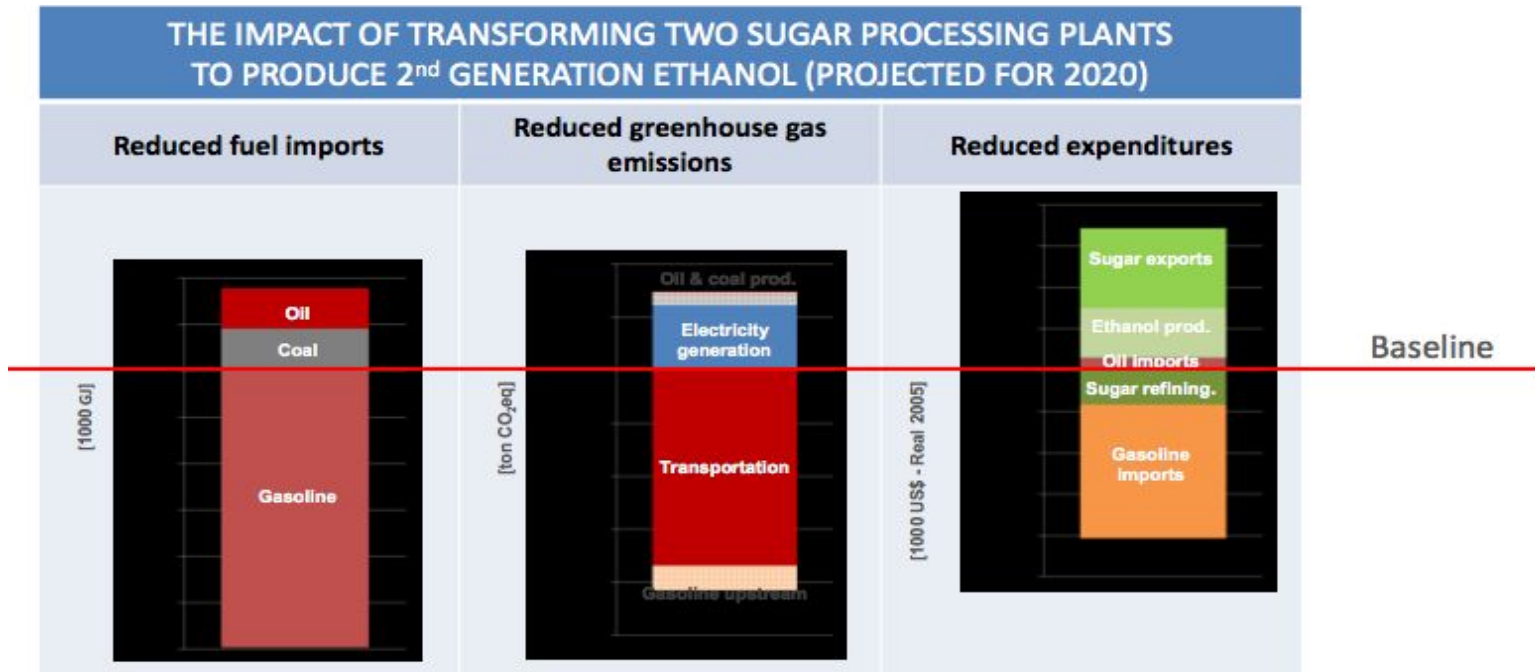 THE IMPACT OF TRANSFORMING TWO SUGAR PROCESSING PLANTS
TO PRODUCE 2nd GENERATION ETHANOL (PROJECTED FOR 2020)
Reduced fuel imports
Reduced greenhouse gas
emissions
Reduced expenditures
[1000 GJ]
Oil
Coal
Gasoline
[ton CO₂eq]
Oil & coal prod.
Electricity
generation
Transportation
Gasoline upstream
[1000 US$ - Real 2005]
Sugar exports
Ethanol prod.
Oil imports
Sugar refining.
Gasoline
imports
Baseline